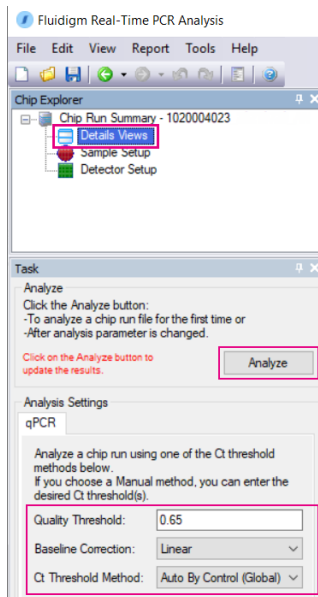 Fluidigm Real-Time PCR Analysis
File Edit View Report Tools Help
Chip Explorer
Chip Run Summary - 1020004023
Details Views
Sample Setup
Detector Setup
Task
Analyze
Click the Analyze button:
-To analyze a chip run file for the first time or
-After analysis parameter is changed.
Click on the Analyze button to
update the results.
Analyze
Analysis Settings
qPCR
Analyze a chip run using one of the Ct threshold
methods below.
If you choose a Manual method, you can enter the
desired Ct threshold(s).
Quality Threshold: 0.65
Baseline Correction: Linear
Ct Threshold Method: Auto By Control (Global)